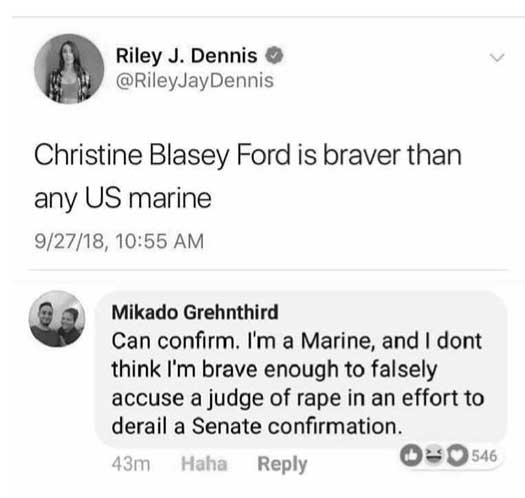 Riley J. Dennis
@RileyJayDennis
Christine Blasey Ford is braver than
any US marine
9/27/18, 10:55 AM
Mikado Grehnthird
Can confirm. I'm a Marine, and I dont
think I'm brave enough to falsely
accuse a judge of rape in an effort to
derail a Senate confirmation.
43m Haha Reply 546